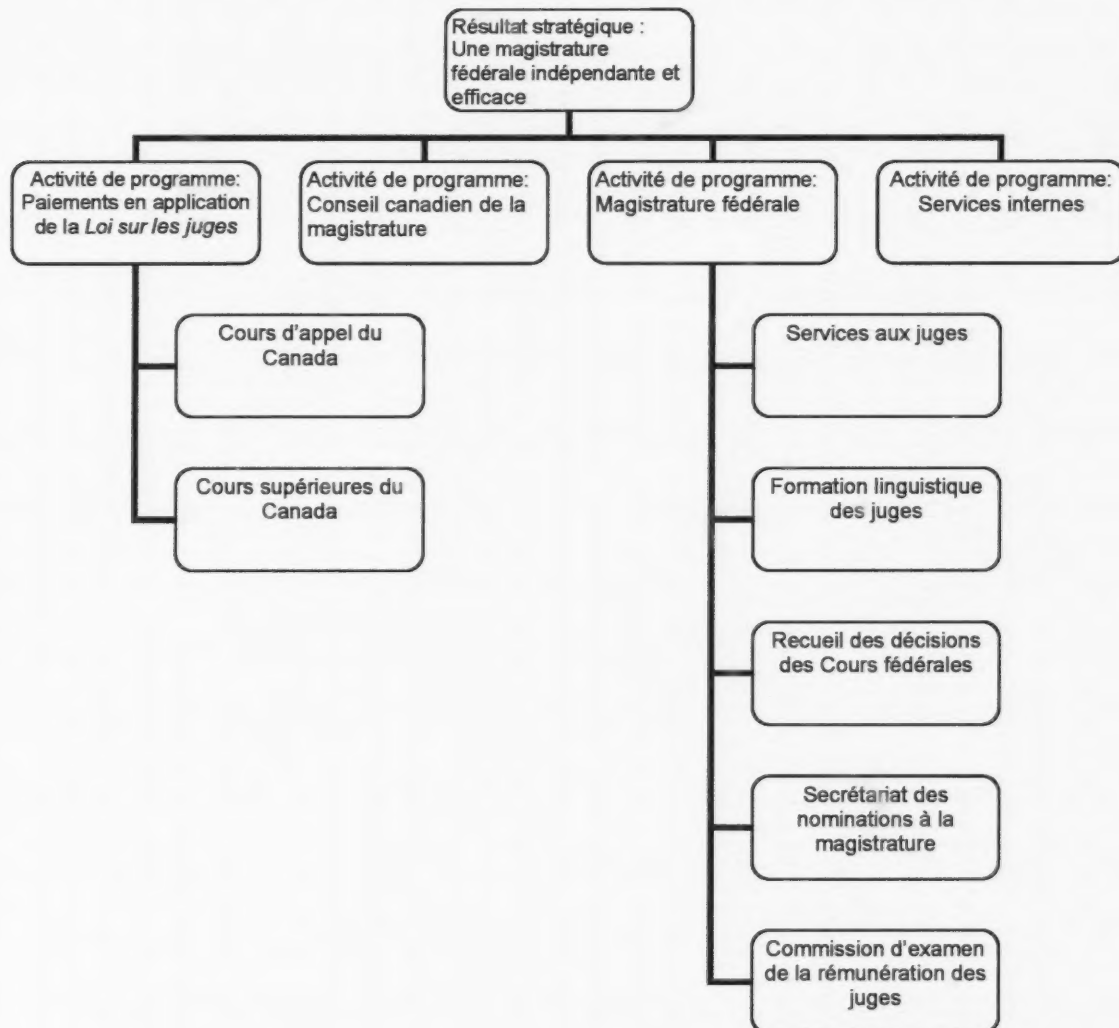 Résultat stratégique :
Une magistrature
fédérale indépendante et
efficace
Activité de programme:
Paiements en application
de la Loi sur les juges
Activité de programme:
Conseil canadien de la
magistrature
Activité de programme:
Magistrature fédérale
Activité de programme:
Services internes
Cours d'appel du
Canada
Cours supérieures du
Canada
Services aux juges
Formation linguistique
des juges
Recueil des décisions
des Cours fédérales
Secrétariat des
nominations à la
magistrature
Commission d'examen
de la rémunération des
juges